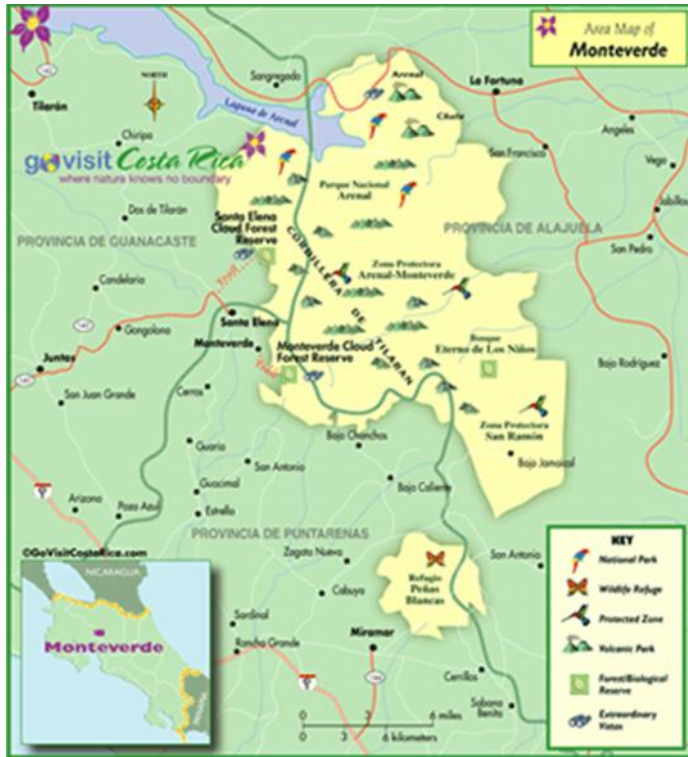 Area Map of
Monteverde
NORTH
Tilarán
Sangregado
Laguna de Arenal
Arenal
Chato
La Fortuna
Angeles
Chiripa
San Francisco
Vega
govisit Costa Rica
where nature knows no boundary
Parque Nacional
Arenal
Jabillos
Dos de Tilarán
Santa Elena
Cloud Forest
Reserve
PROVINCIA DE GUANACASTE
PROVINCIA DE ALAJUELA
San Pedro
CORDILLERA DE TILARAN
Zona Protectora
Arenal-Monteverde
Trail
Candelaria
Santa Elena
Gongolona
Monteverde
Monteverde Cloud
Forest Reserve
Trail
Bosque
Eterno de Los Niños
Juntas
Bajo Rodríguez
San Juan Grande
Cerros
Zona Protectora
San Ramón
Guaria
Bajo Chanchos
San Antonio
Bajo Jamaical
Guacimal
Bajo Caliente
Arizona
Pozo Azul
Estrella
PROVINCIA DE PUNTARENAS
©GoVisitCostaRica.com
Zagota Nueva
San Antonio
Refugio
Peñas
Blancas
Cabuya
NICARAGUA
Monteverde
Sardinal
Rancho Grande
Miramar
Cerrillos
Sabana
Bonita
0 3 6 miles
0 3 6 kilometers
KEY
National Park
Wildlife Refuge
Protected Zone
Volcanic Park
Forest/Biological
Reserve
Extraordinary
Vistas